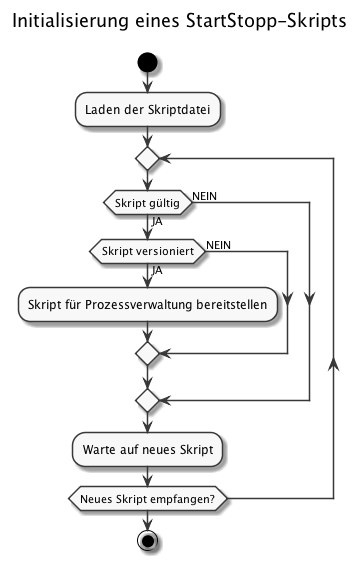 Initialisierung eines StartStopp-Skripts
Laden der Skriptdatei
Skript gültig
NEIN
JA
Skript versioniert
NEIN
JA
Skript für Prozessverwaltung bereitstellen
Warte auf neues Skript
Neues Skript empfangen?